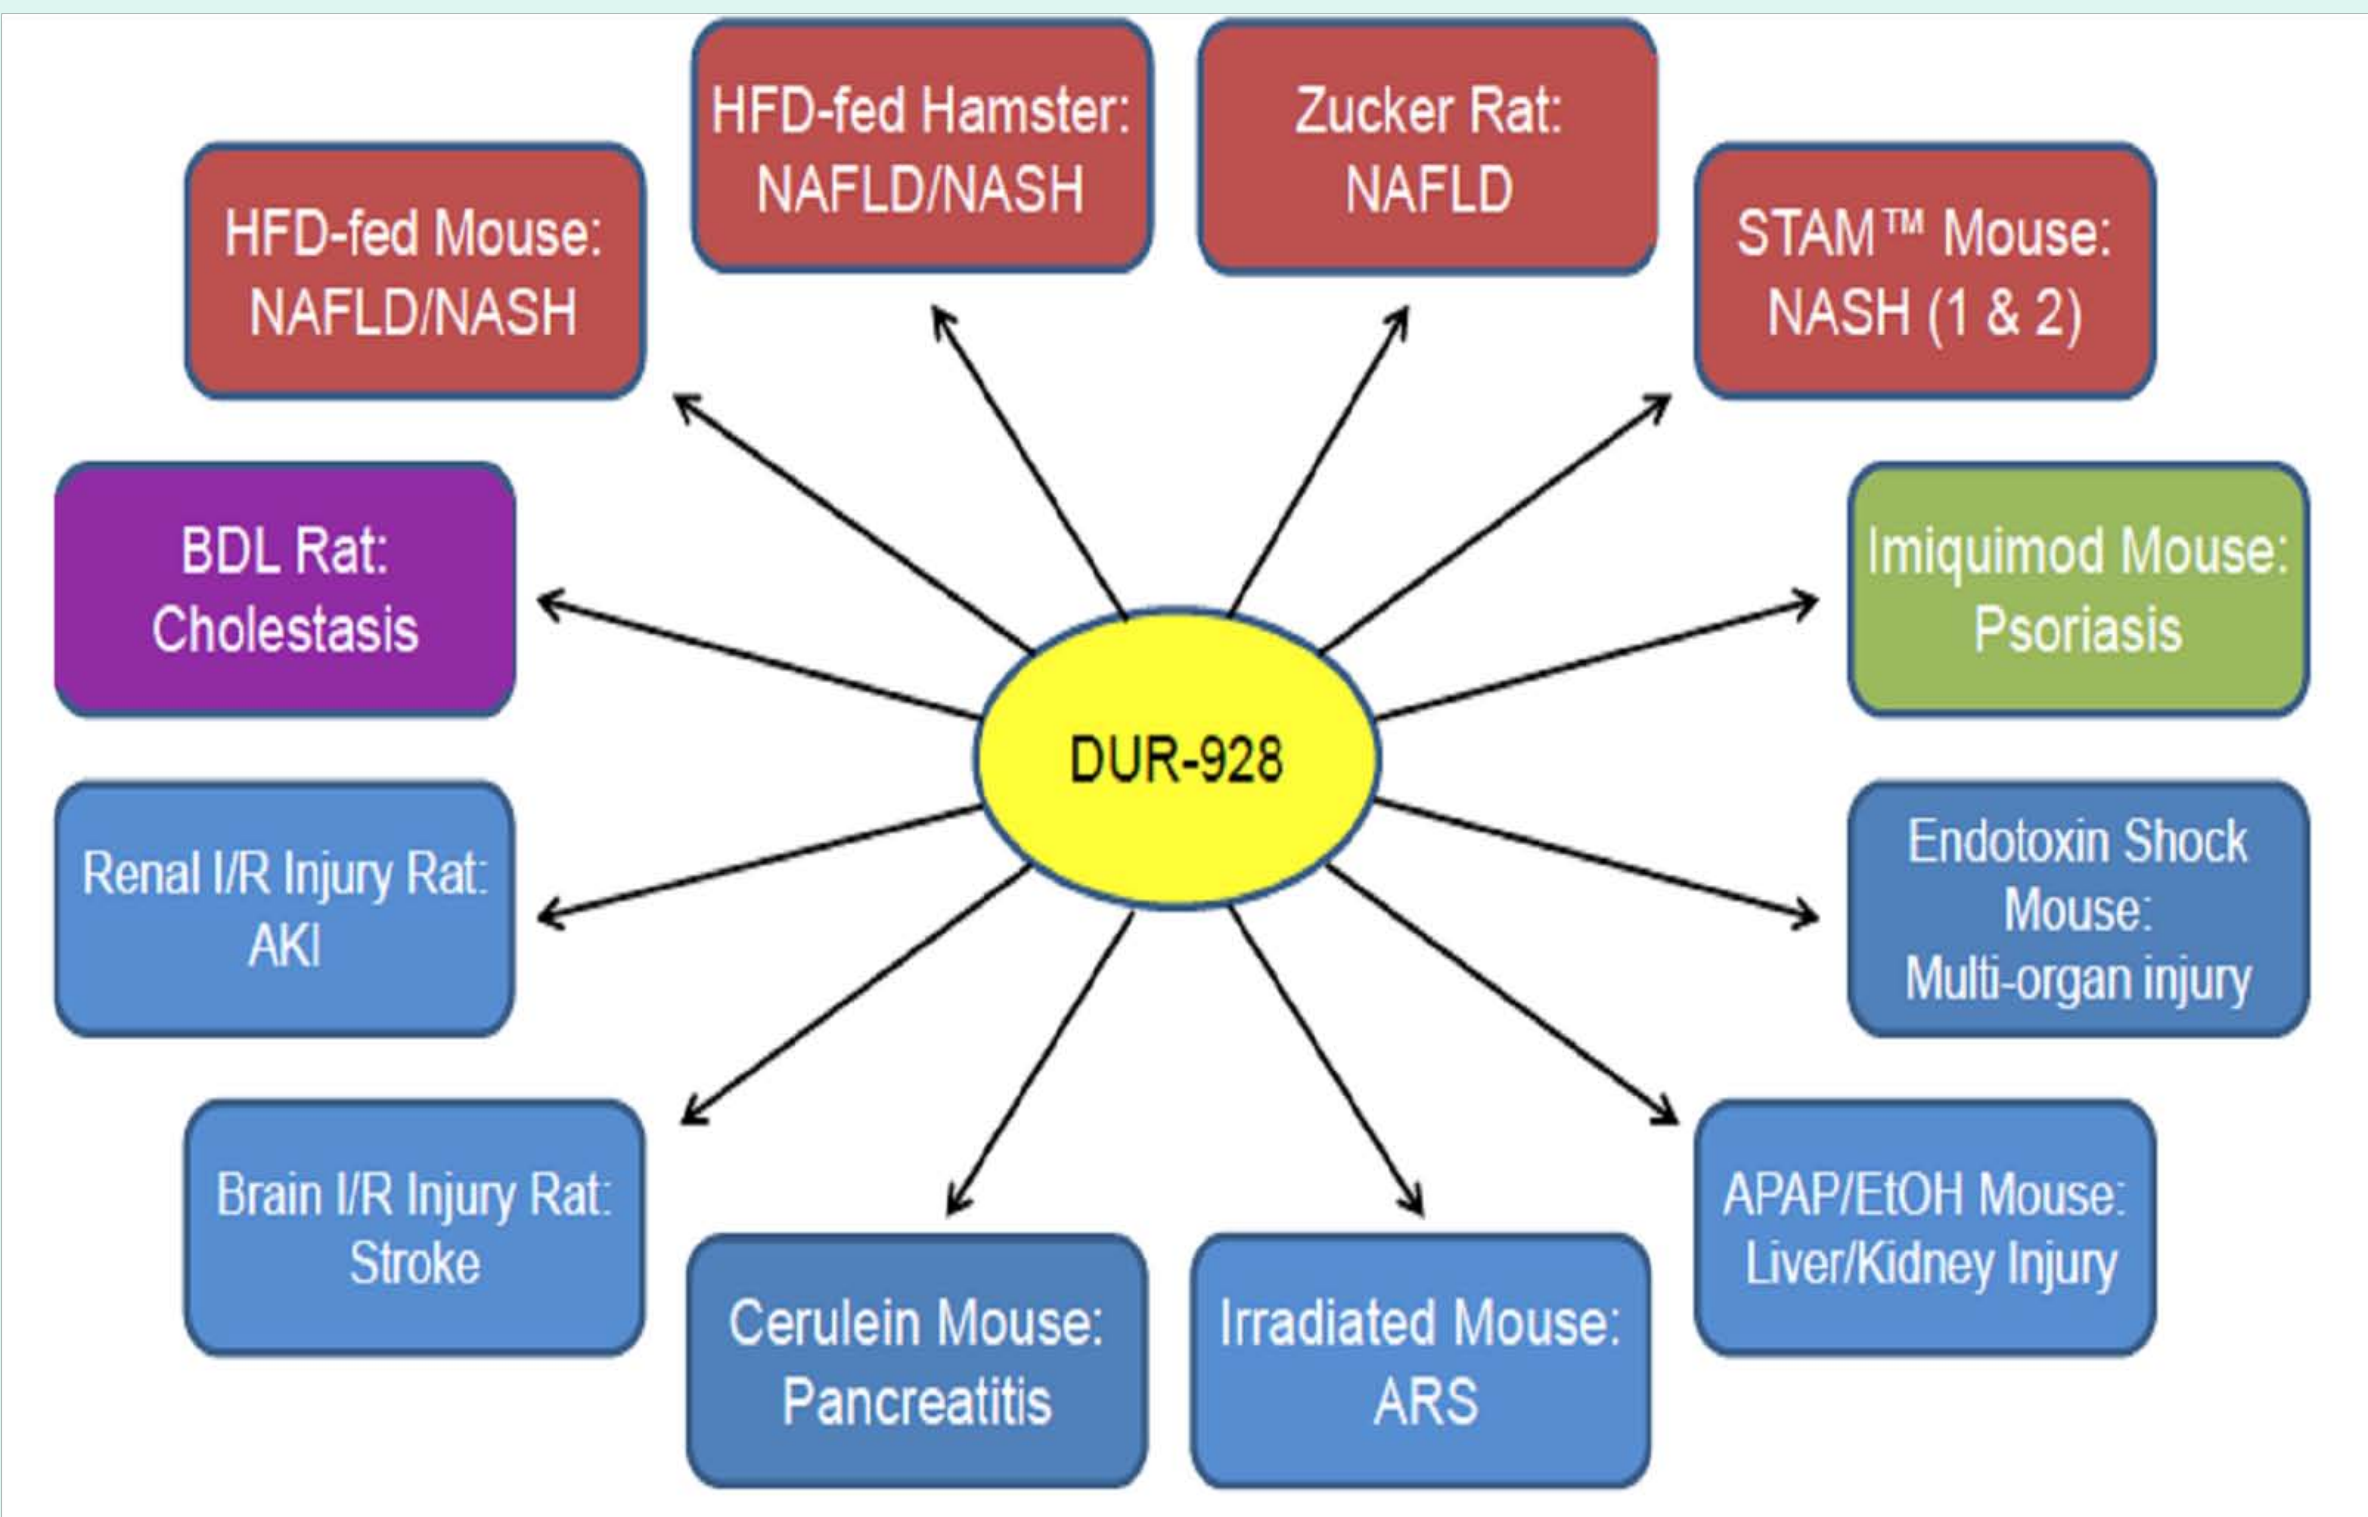 HFD-fed Hamster:
NAFLD/NASH
Zucker Rat:
NAFLD
HFD-fed Mouse:
NAFLD/NASH
STAM™ Mouse:
NASH (1 & 2)
BDL Rat:
Cholestasis
Imiquimod Mouse:
Psoriasis
DUR-928
Renal I/R Injury Rat:
AKI
Endotoxin Shock
Mouse:
Multi-organ injury
Brain I/R Injury Rat:
Stroke
APAP/EtOH Mouse:
Liver/Kidney Injury
Cerulein Mouse:
Pancreatitis
Irradiated Mouse:
ARS